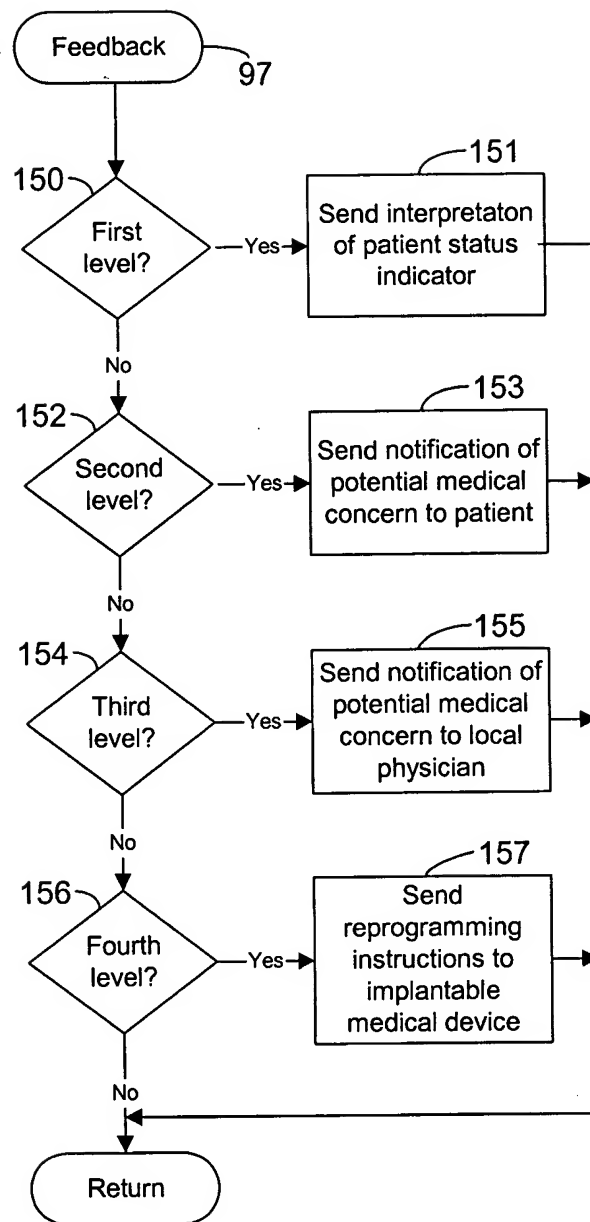 Feedback
97
150
First
level?
Yes
151
Send interpretaton
of patient status
indicator
No
152
Second
level?
Yes
153
Send notification of
potential medical
concern to patient
No
154
Third
level?
Yes
155
Send notification of
potential medical
concern to local
physician
No
156
Fourth
level?
Yes
157
Send
reprogramming
instructions to
implantable
medical device
No
Return